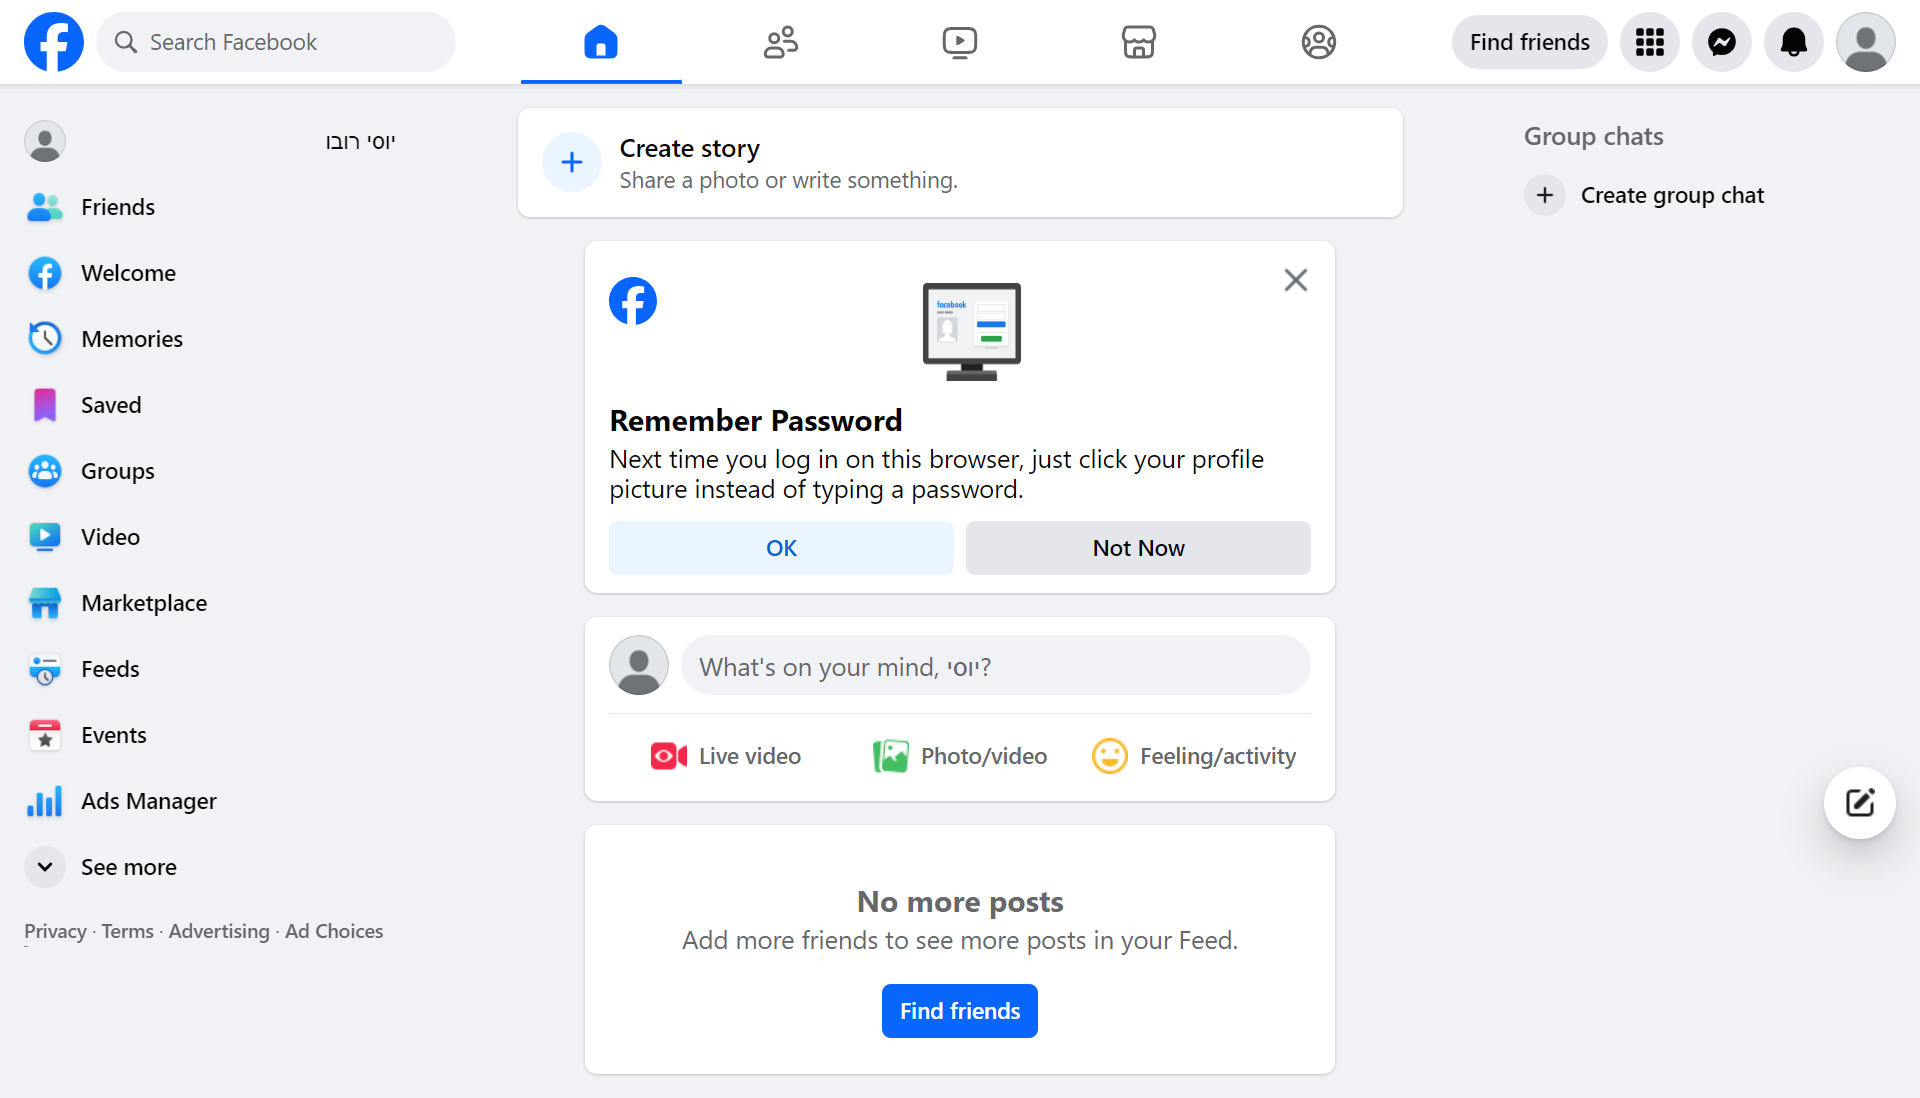 Search Facebook
Find friends
יוסי רובו
Friends
Welcome
Memories
Saved
Groups
Video
Marketplace
Feeds
Events
Ads Manager
See more
Privacy · Terms · Advertising · Ad Choices
Create story
Share a photo or write something.
facebook
Remember Password
Next time you log in on this browser, just click your profile
picture instead of typing a password.
OK
Not Now
What's on your mind, יוסי?
Live video
Photo/video
Feeling/activity
No more posts
Add more friends to see more posts in your Feed.
Find friends
Group chats
Create group chat